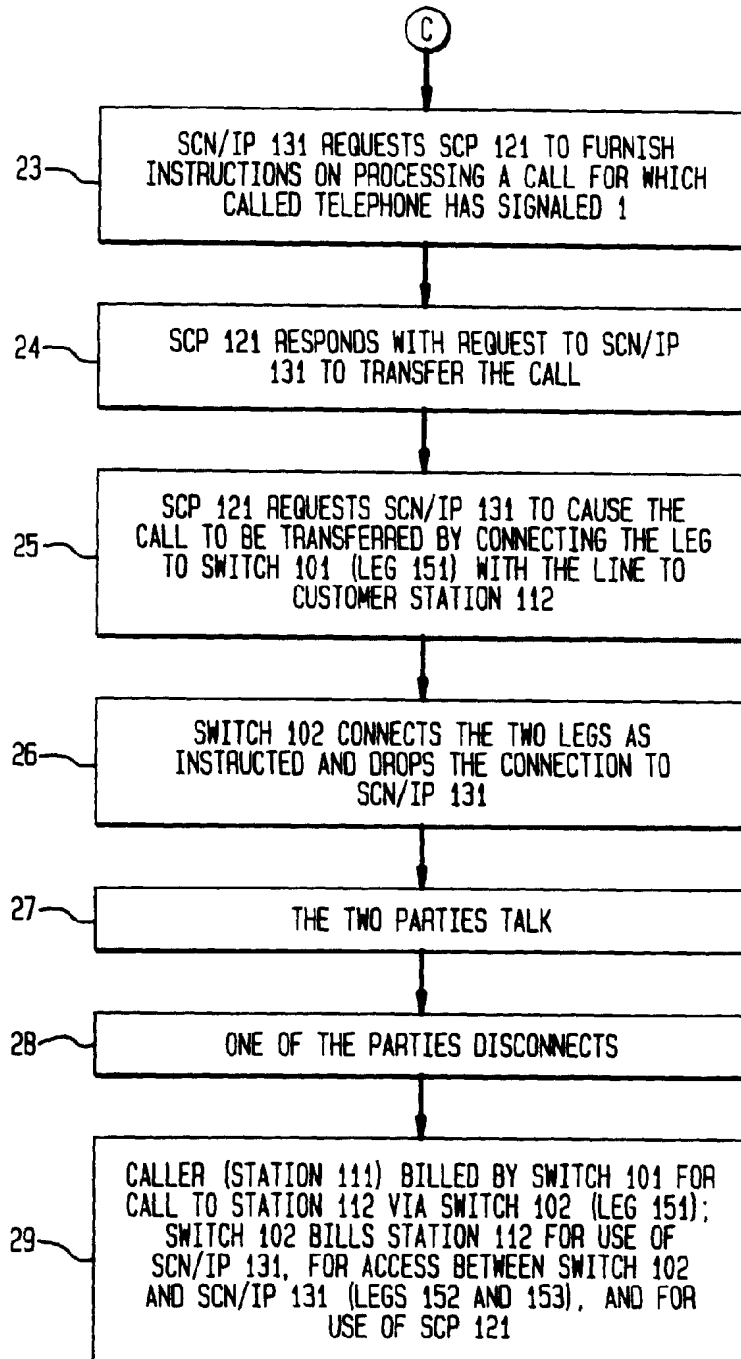 C
23
SCN/IP 131 REQUESTS SCP 121 TO FURNISH
INSTRUCTIONS ON PROCESSING A CALL FOR WHICH
CALLED TELEPHONE HAS SIGNALED 1
24
SCP 121 RESPONDS WITH REQUEST TO SCN/IP
131 TO TRANSFER THE CALL
25
SCP 121 REQUESTS SCN/IP 131 TO CAUSE THE
CALL TO BE TRANSFERRED BY CONNECTING THE LEG
TO SWITCH 101 (LEG 151) WITH THE LINE TO
CUSTOMER STATION 112
26
SWITCH 102 CONNECTS THE TWO LEGS AS
INSTRUCTED AND DROPS THE CONNECTION TO
SCN/IP 131
27
THE TWO PARTIES TALK
28
ONE OF THE PARTIES DISCONNECTS
29
CALLER (STATION 111) BILLED BY SWITCH 101 FOR
CALL TO STATION 112 VIA SWITCH 102 (LEG 151);
SWITCH 102 BILLS STATION 112 FOR USE OF
SCN/IP 131, FOR ACCESS BETWEEN SWITCH 102
AND SCN/IP 131 (LEGS 152 AND 153), AND FOR
USE OF SCP 121